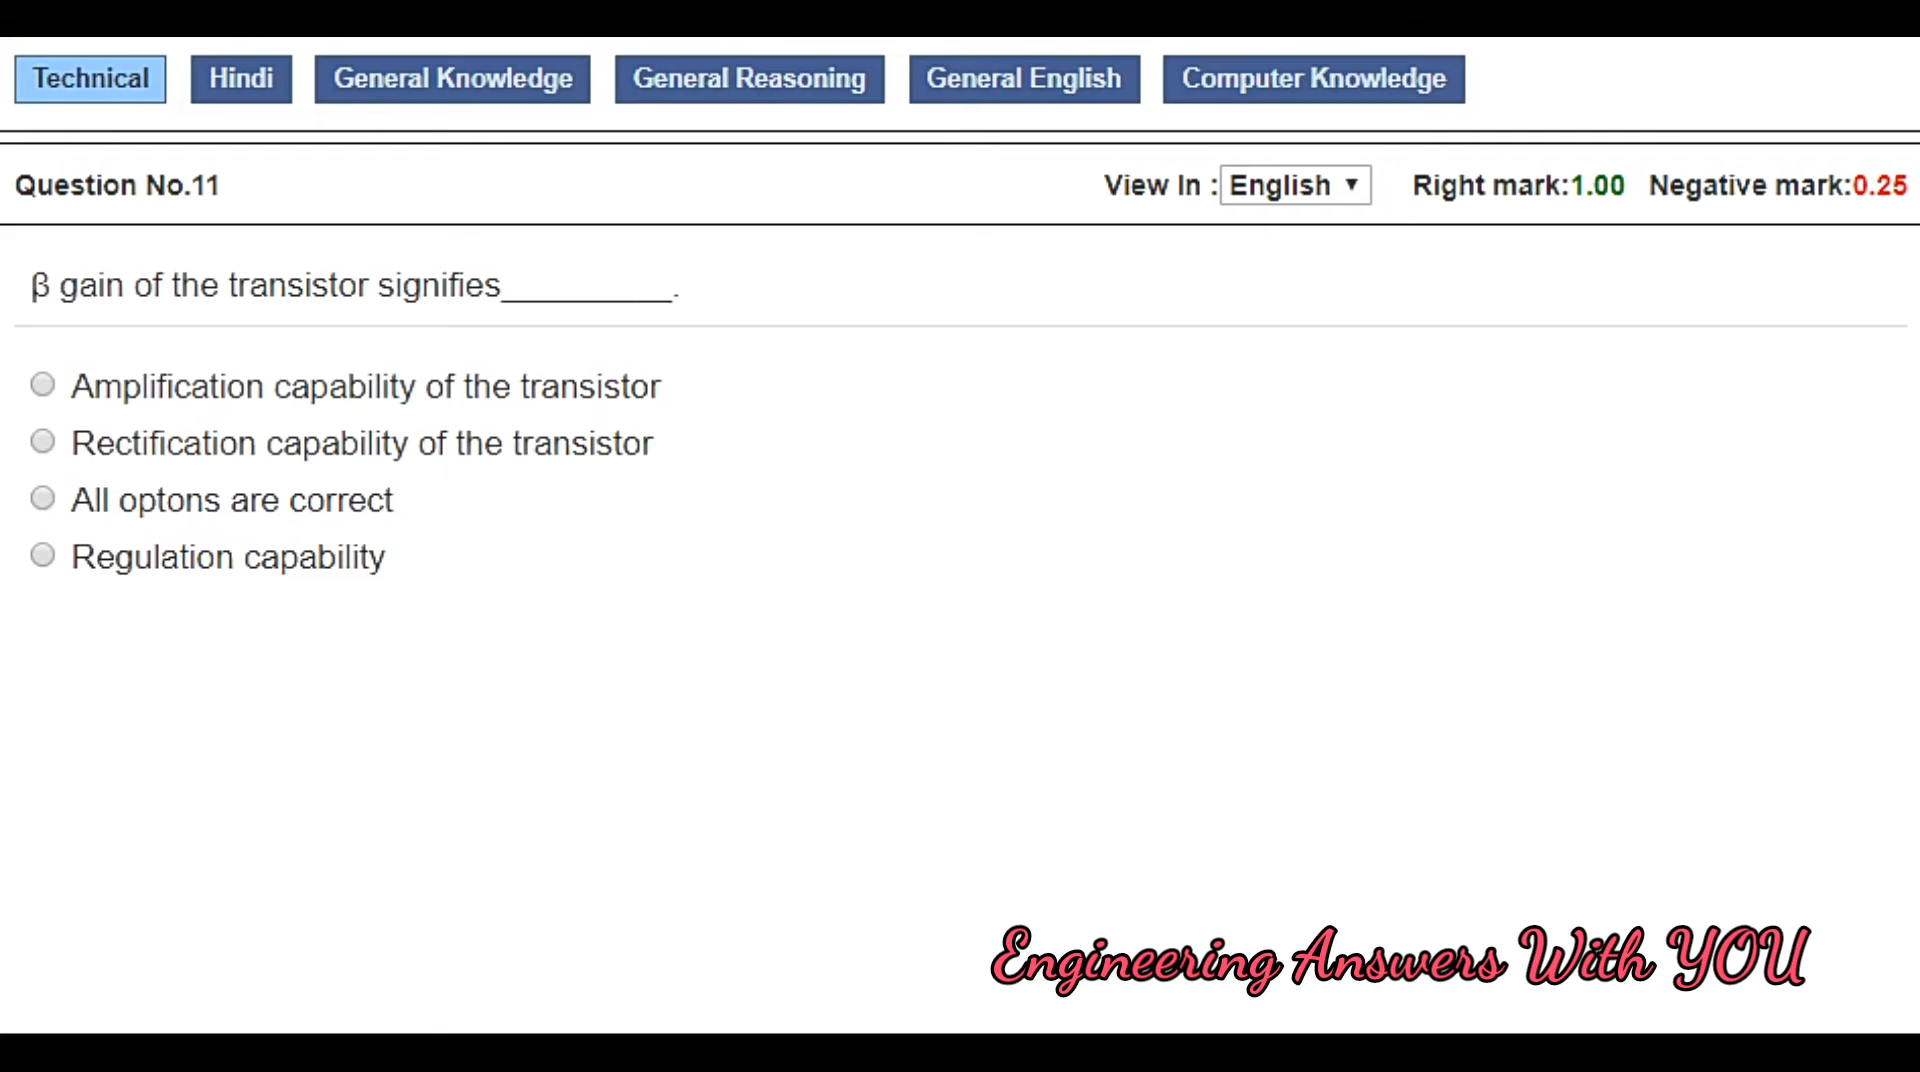 Technical Hindi General Knowledge General Reasoning General English Computer Knowledge
Question No.11 View In : English ▼ Right mark:1.00 Negative mark:0.25
β gain of the transistor signifies_________.
Amplification capability of the transistor
Rectification capability of the transistor
All optons are correct
Regulation capability
Engineering Answers With YOU